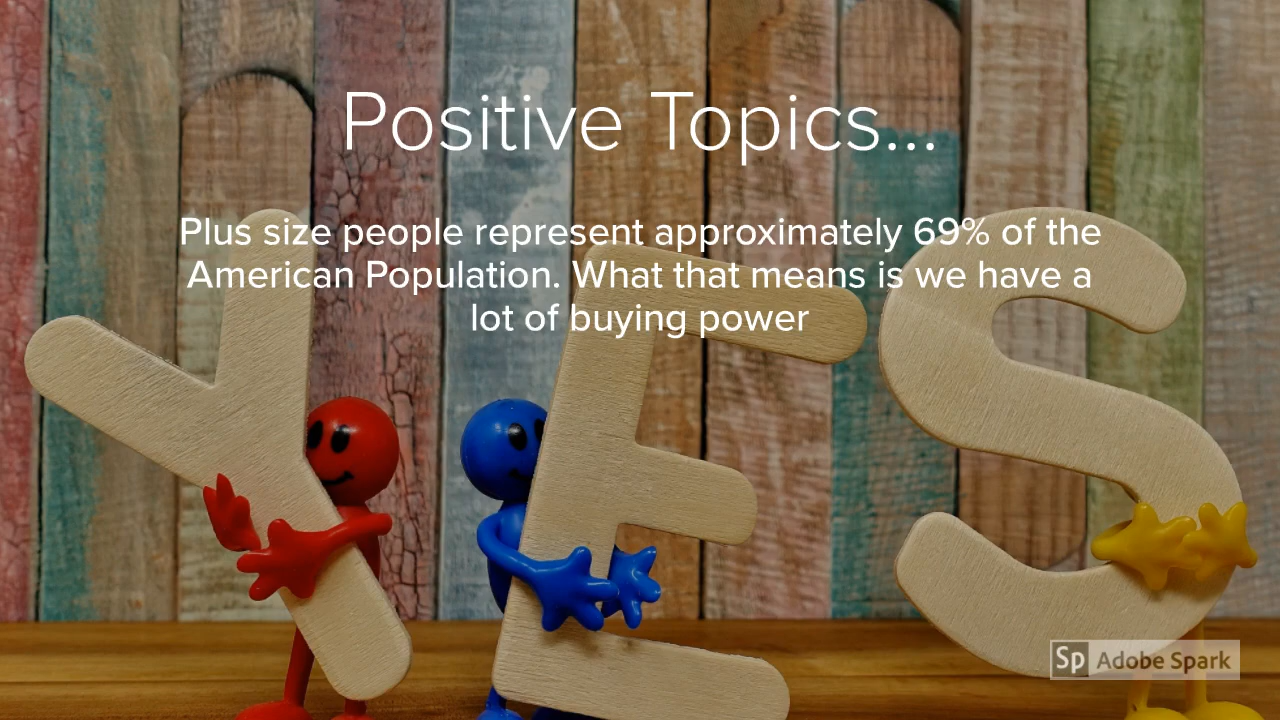 Positive Topics...
Plus size people represent approximately 69% of the
American Population. What that means is we have a
lot of buying power
YES
Sp Adobe Spark